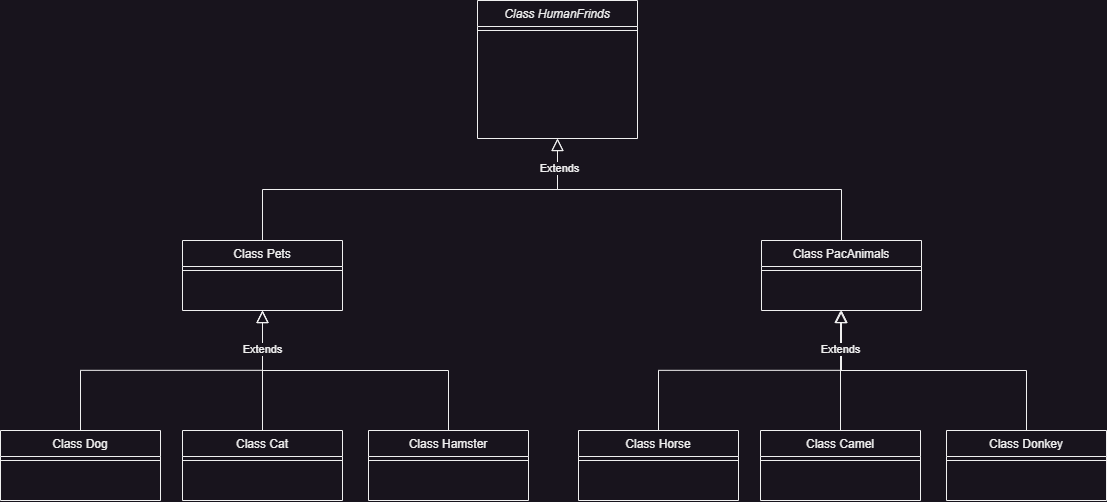 Class HumanFrinds
Extends
Class Pets
Class PacAnimals
Extends
Extends
Class Dog
Class Cat
Class Hamster
Class Horse
Class Camel
Class Donkey